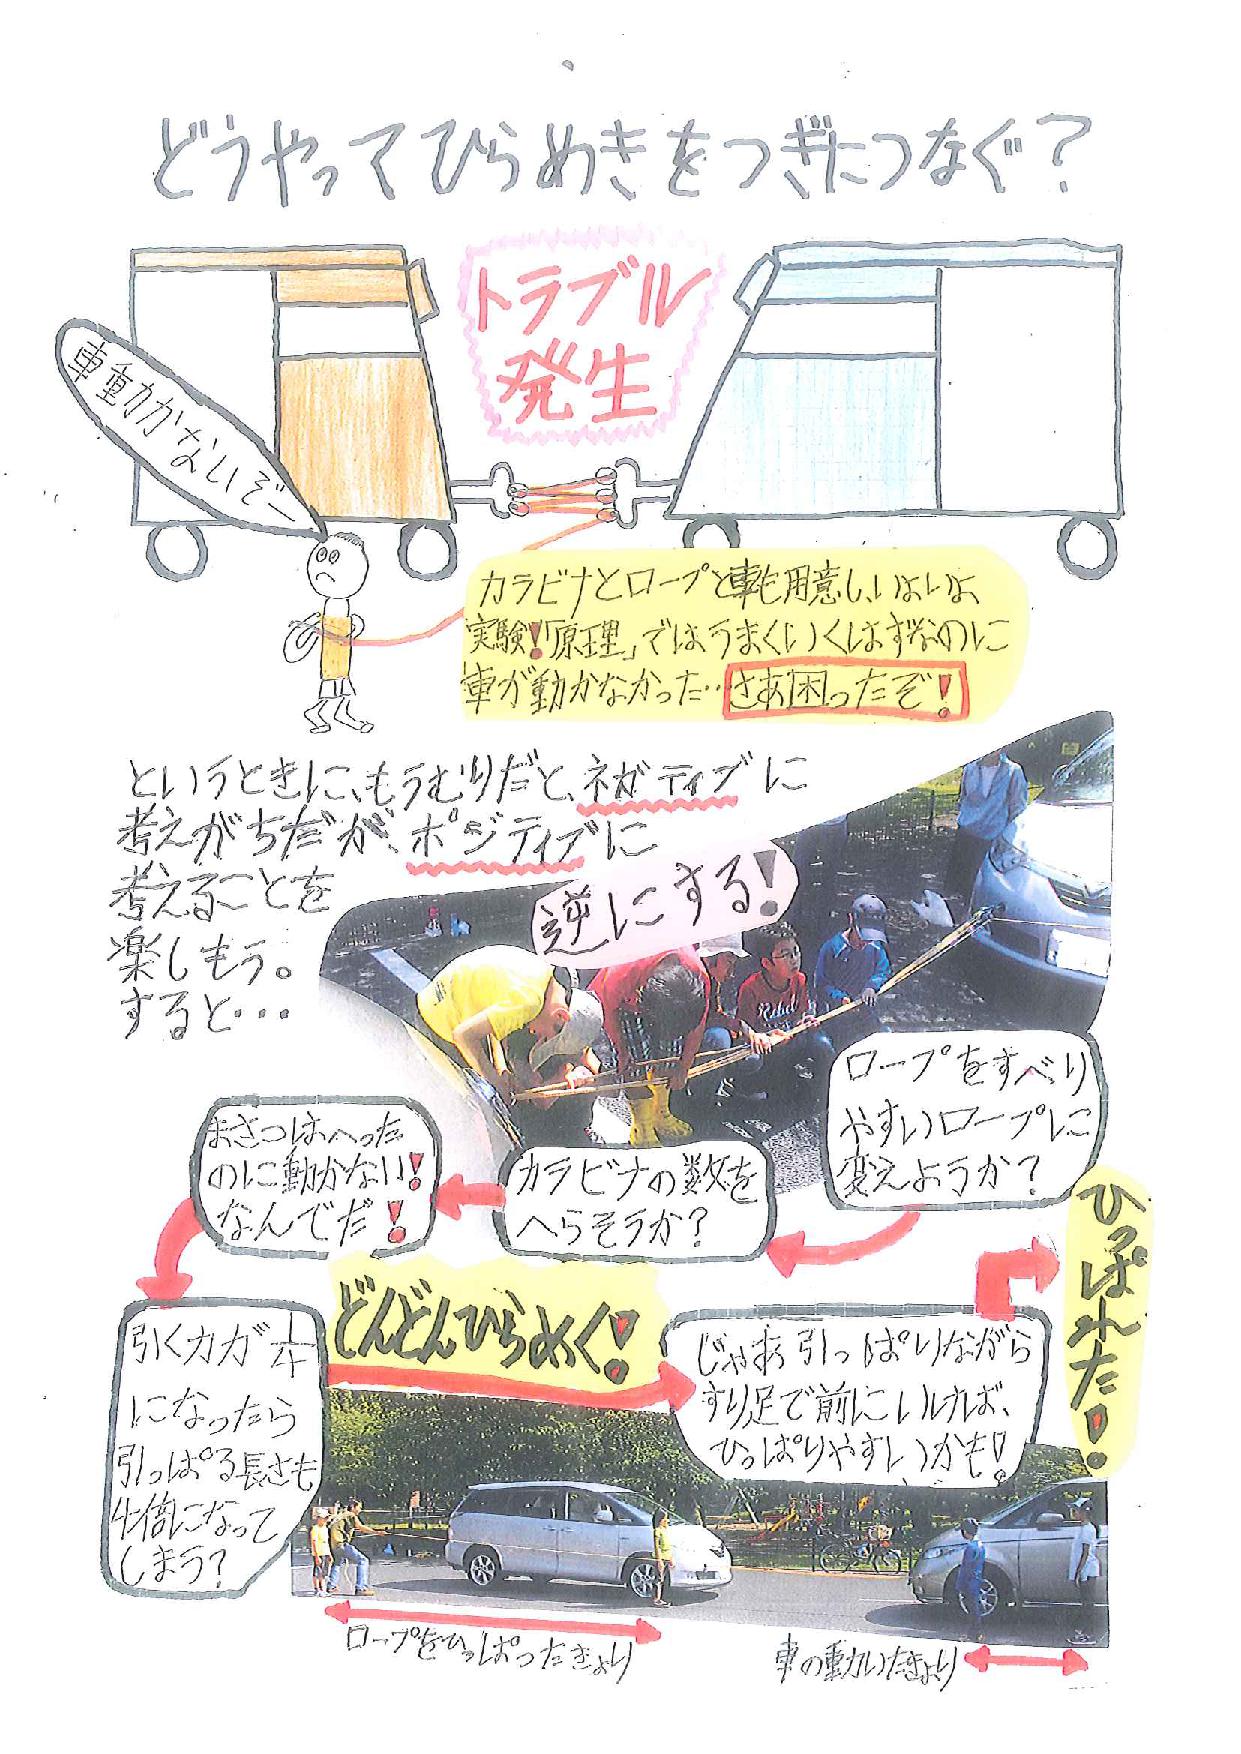 どうやってひらめきをつぎにつなぐ？
トラブル
発生
車動かないぞー
カラビナとロープと車も用意し、いよいよ
実験！「原理」ではうまくいくはずなのに
車が動かなかった…さあ困ったぞ！
というときに、もうむりだと、ネガティブに
考えがちだが、ポジティブに
考えることを
楽しもう。
すると…
逆にする！
ロープをすべり
やすいロープに
変えようか？
カラビナの数を
へらそうか？
まさつはへった
のに動かない！
なんでだ！
引く力が1/4
になったら
引っぱる長さも
4倍になって
しまう？
どんどんひらめく！
じゃあ引っぱりながら
すり足で前にいければ、
ひっぱりやすいかも！
ひっぱれた！
ロープをひっぱったきょり
車の動いたきょり